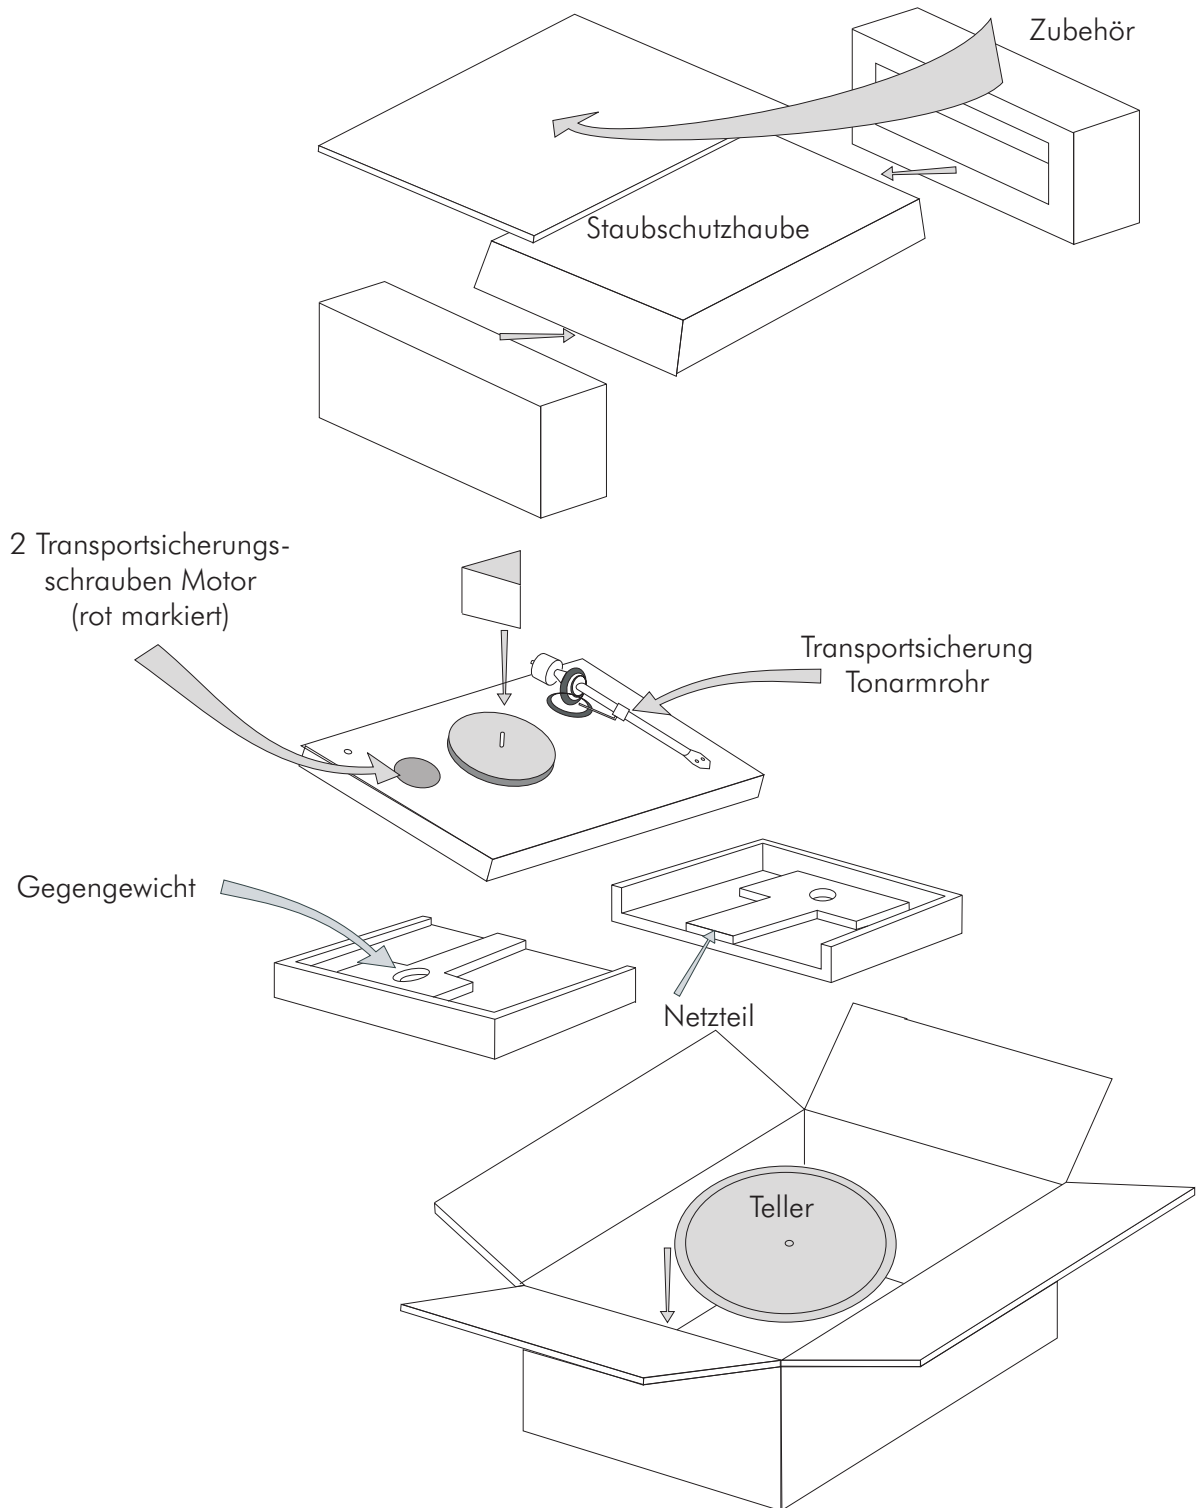 Zubehör
Staubschutzhaube
2 Transportsicherungs-
schrauben Motor
(rot markiert)
Transportsicherung
Tonarmrohr
Gegengewicht
Netzteil
Teller